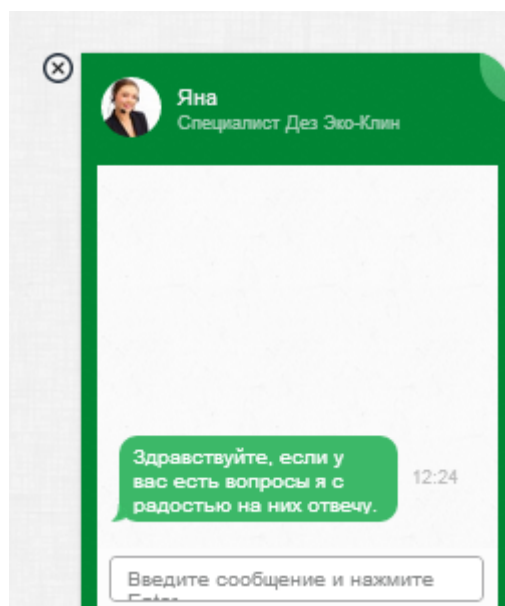 Яна
Специалист Дез Эко-Клин
Здравствуйте, если у
вас есть вопросы я с
радостью на них отвечу.
12:24
Введите сообщение и нажмите
Enter